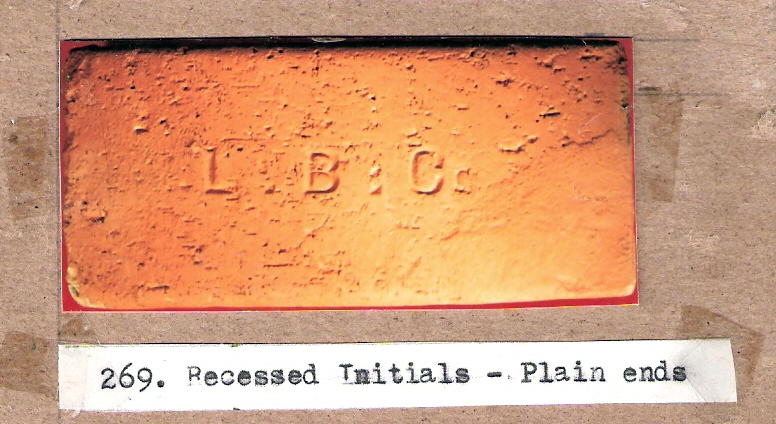 L. B. Co
269. Recessed Initials - Plain ends